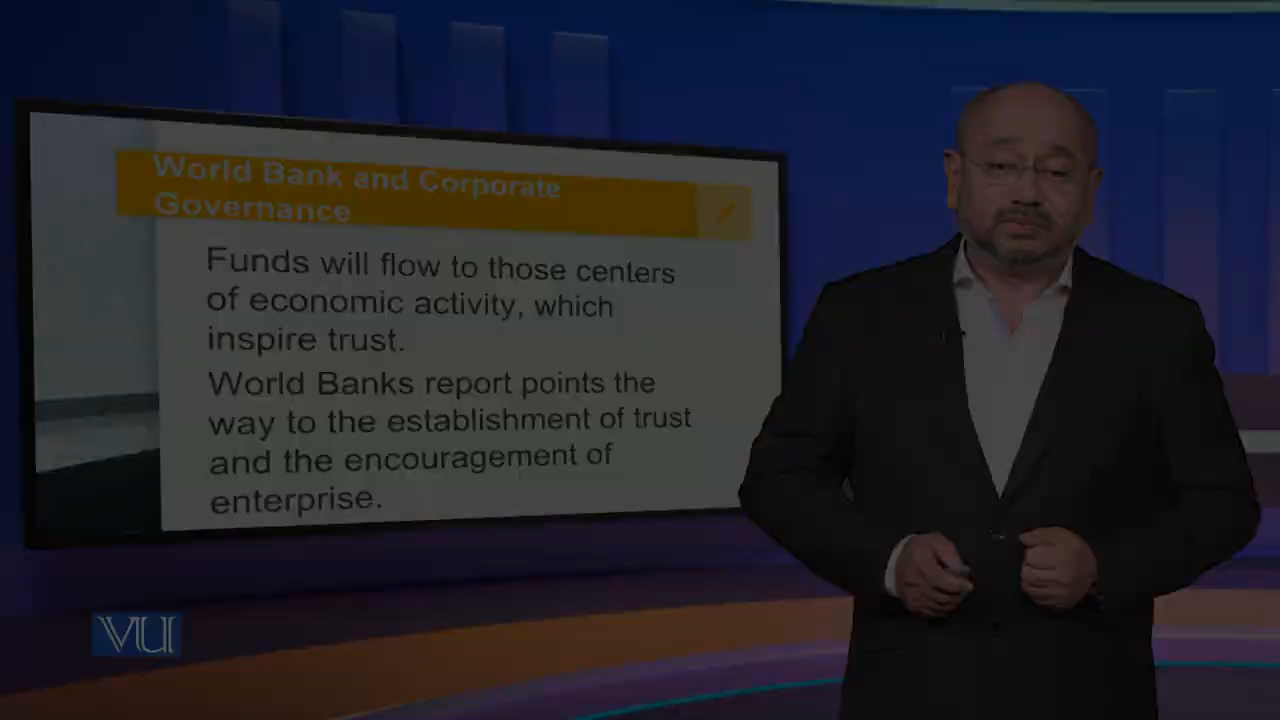 World Bank and Corporate
Governance
Funds will flow to those centers
of economic activity, which
inspire trust.
World Banks report points the
way to the establishment of trust
and the encouragement of
enterprise.
VU